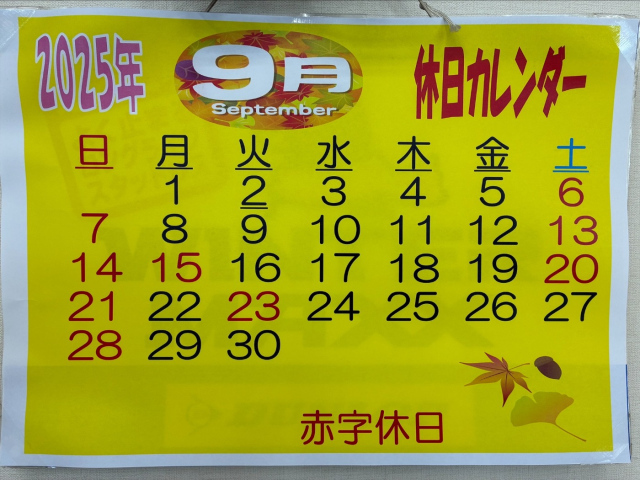 2025年 9月 休日カレンダー
September
日 月 火 水 木 金 土
1 2 3 4 5 6
7 8 9 10 11 12 13
14 15 16 17 18 19 20
21 22 23 24 25 26 27
28 29 30
赤字休日